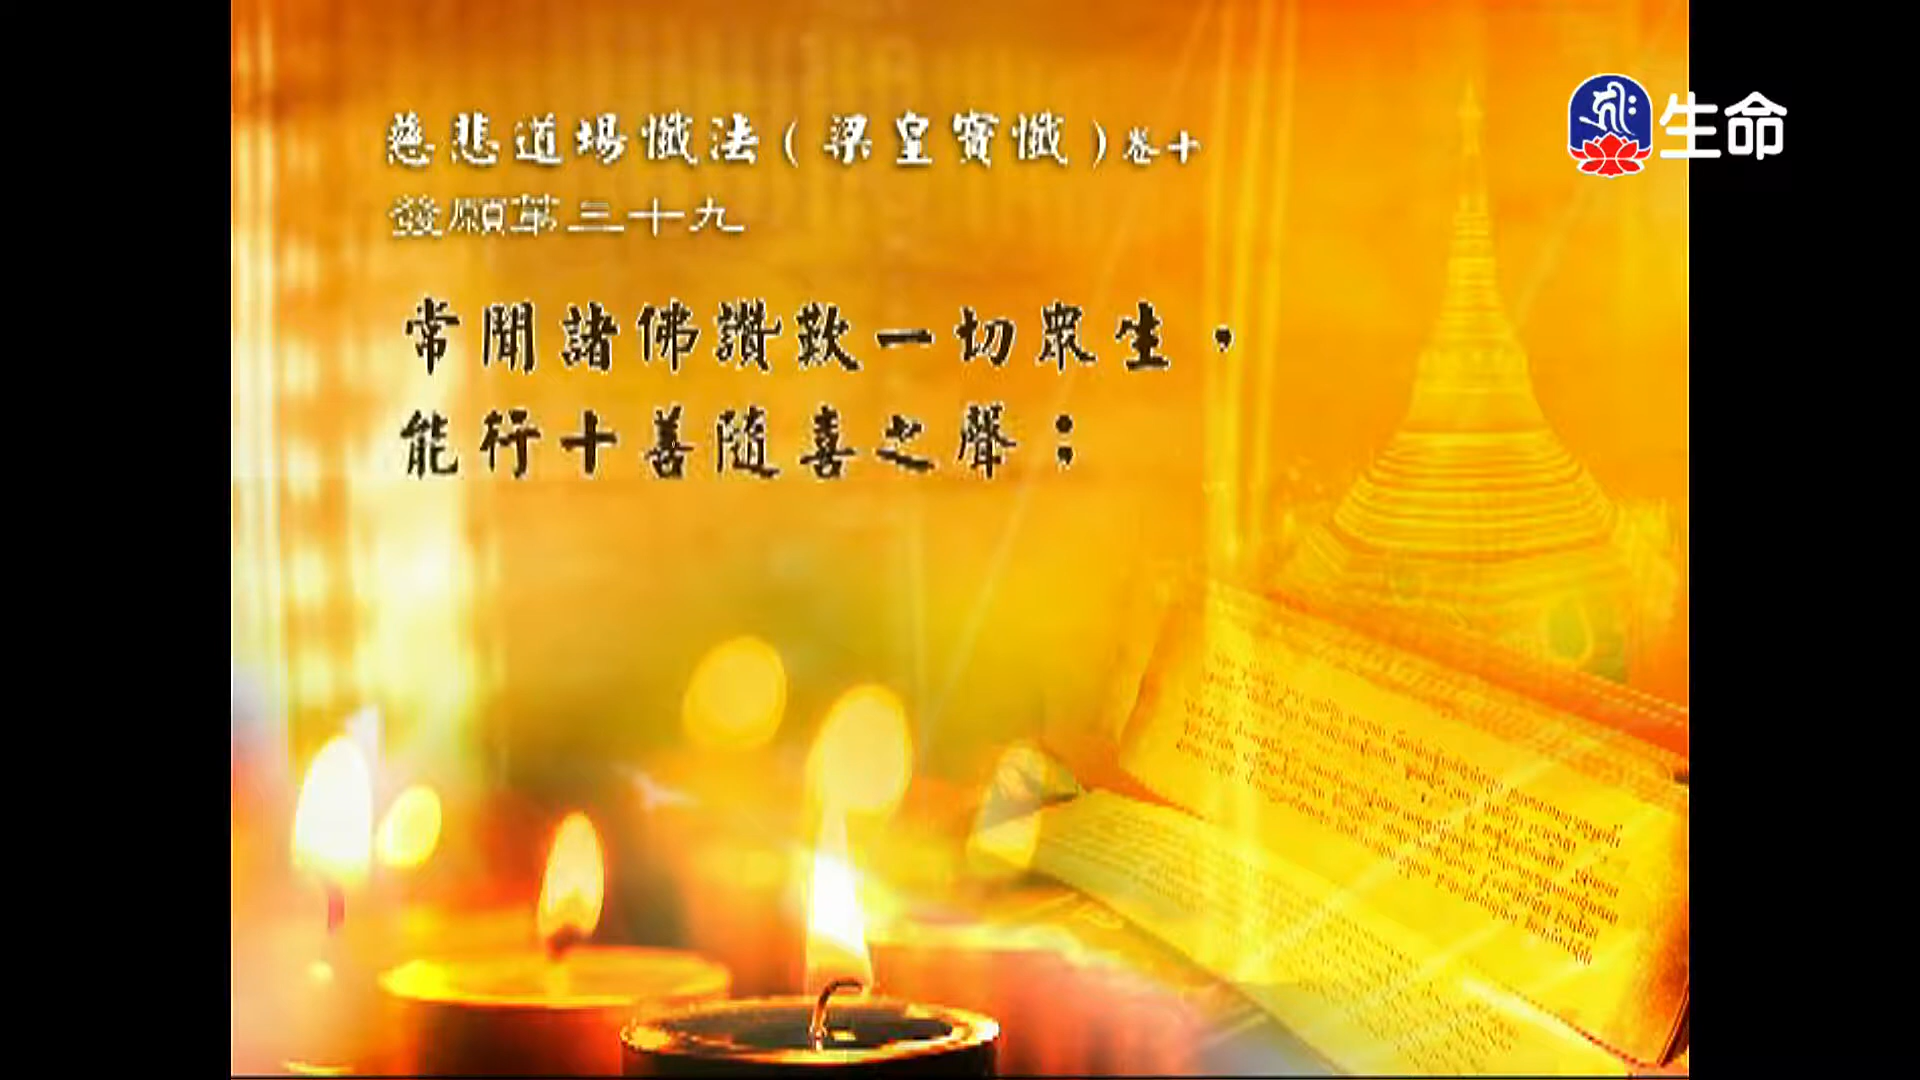 慈悲道場懺法(梁皇寶懺)卷十
發願第三十九
常聞諸佛讚歎一切眾生，
能行十善隨喜之聲；
生命